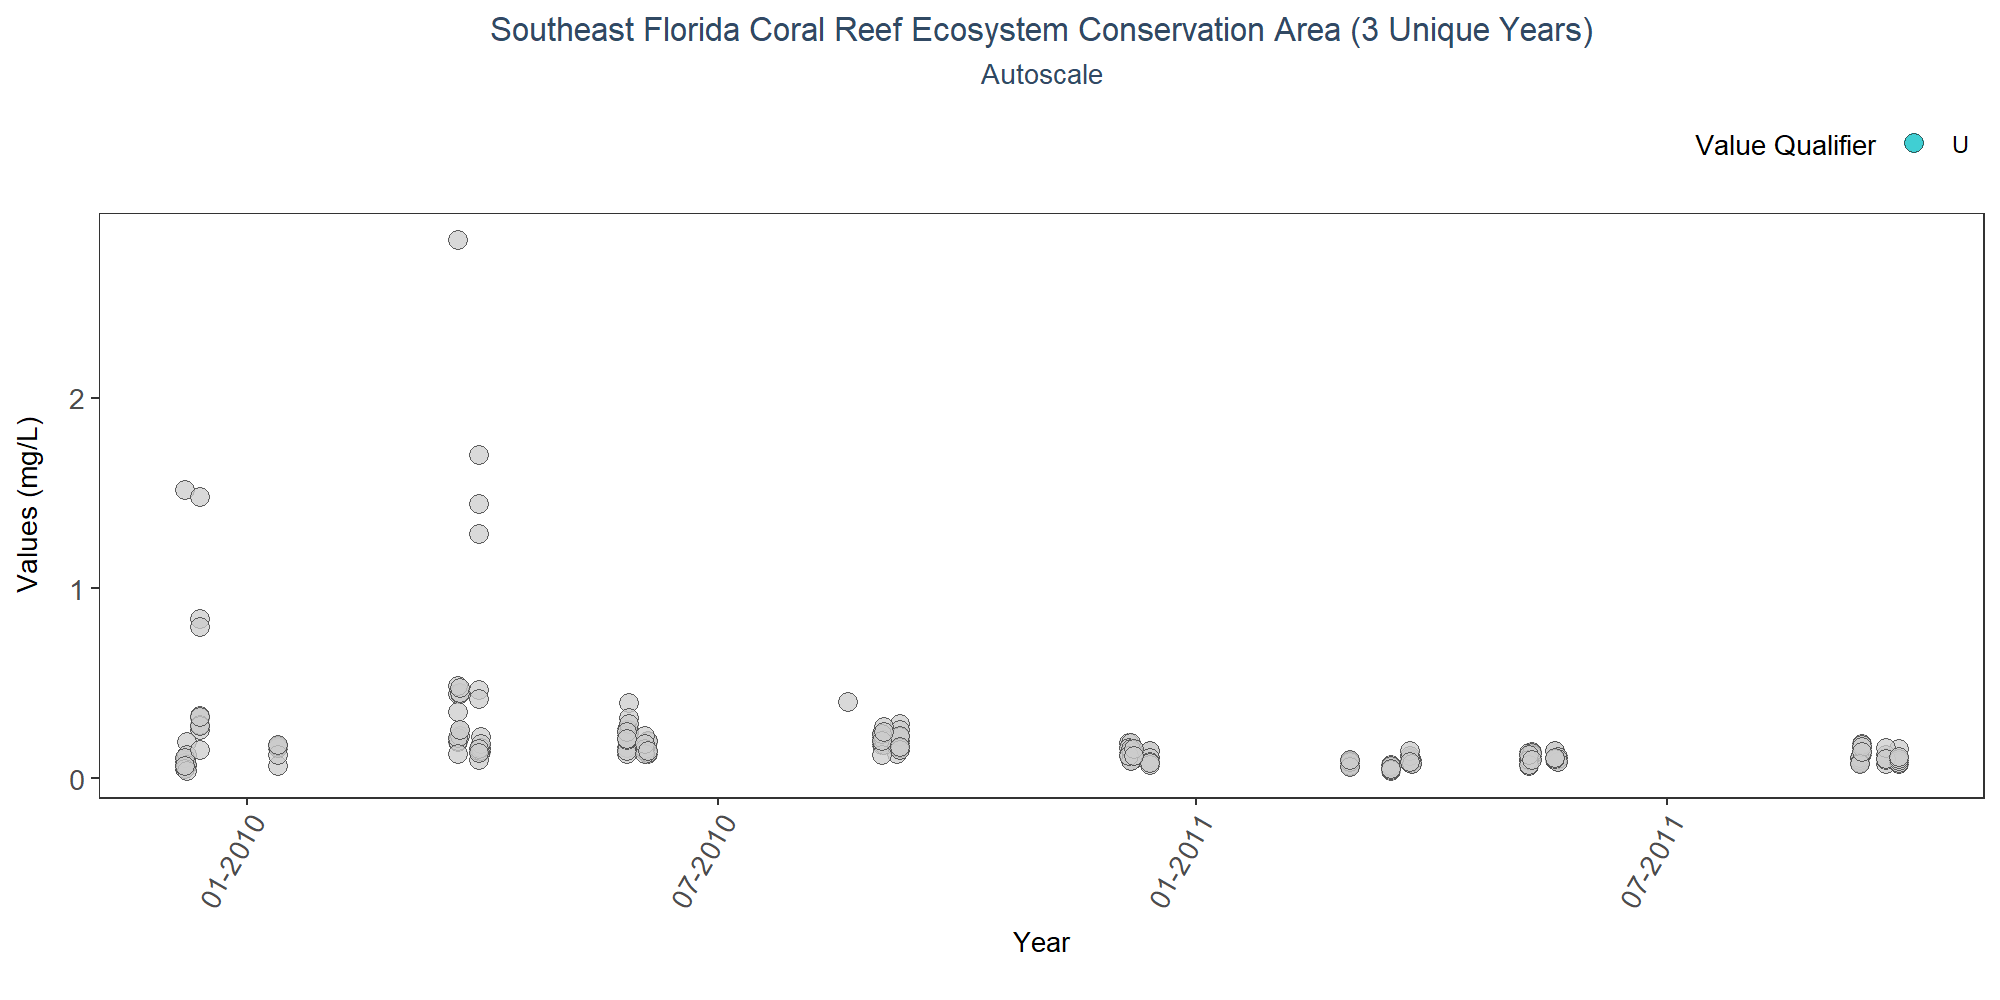 Southeast Florida Coral Reef Ecosystem Conservation Area (3 Unique Years)
Autoscale
Value Qualifier U
Values (mg/L)
2
1
0
01-2010
07-2010
01-2011
07-2011
Year